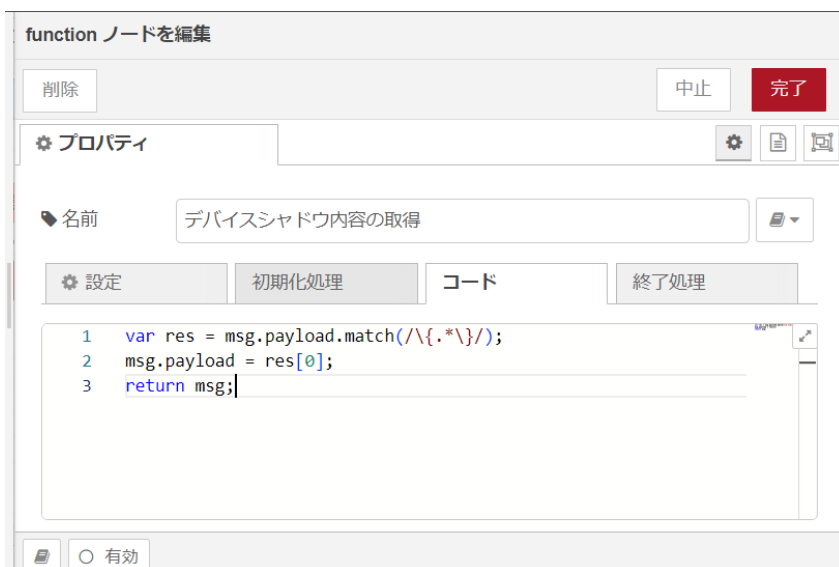 function ノードを編集
削除
中止
完了
プロパティ
名前
デバイスシャドウ内容の取得
設定
初期化処理
コード
終了処理
1 var res = msg.payload.match(/\{.*\}/);
2 msg.payload = res[0];
3 return msg;
有効